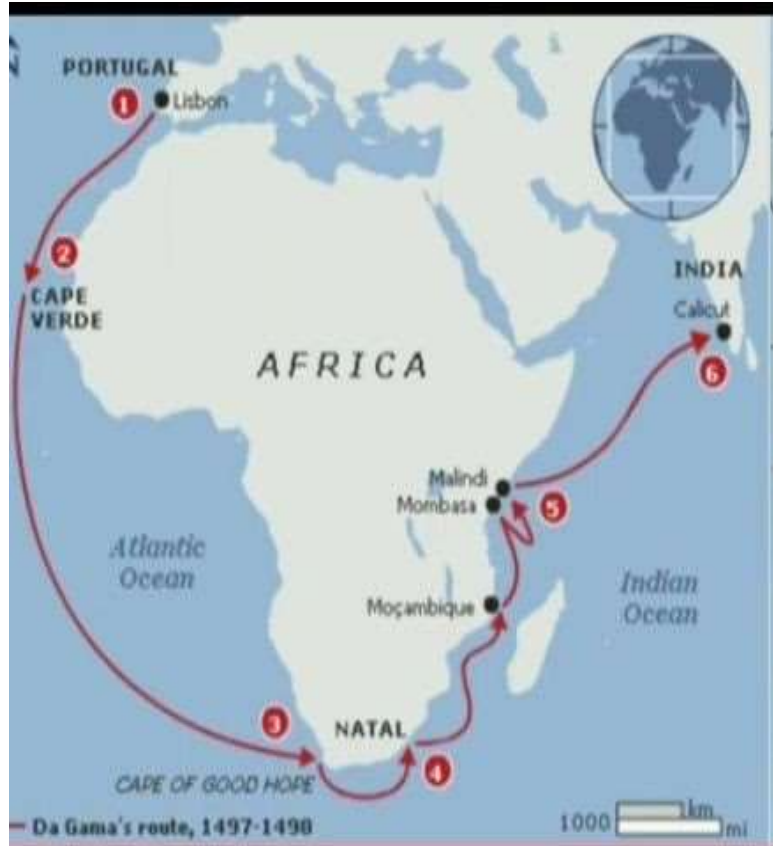 PORTUGAL
1
Lisbon
2
CAPE
VERDE
INDIA
Calicut
6
AFRICA
Malindi
Mombasa
5
Atlantic
Ocean
Indian
Ocean
Moçambique
3
NATAL
4
CAPE OF GOOD HOPE
Da Gama's route, 1497-1498
1000
km
mi